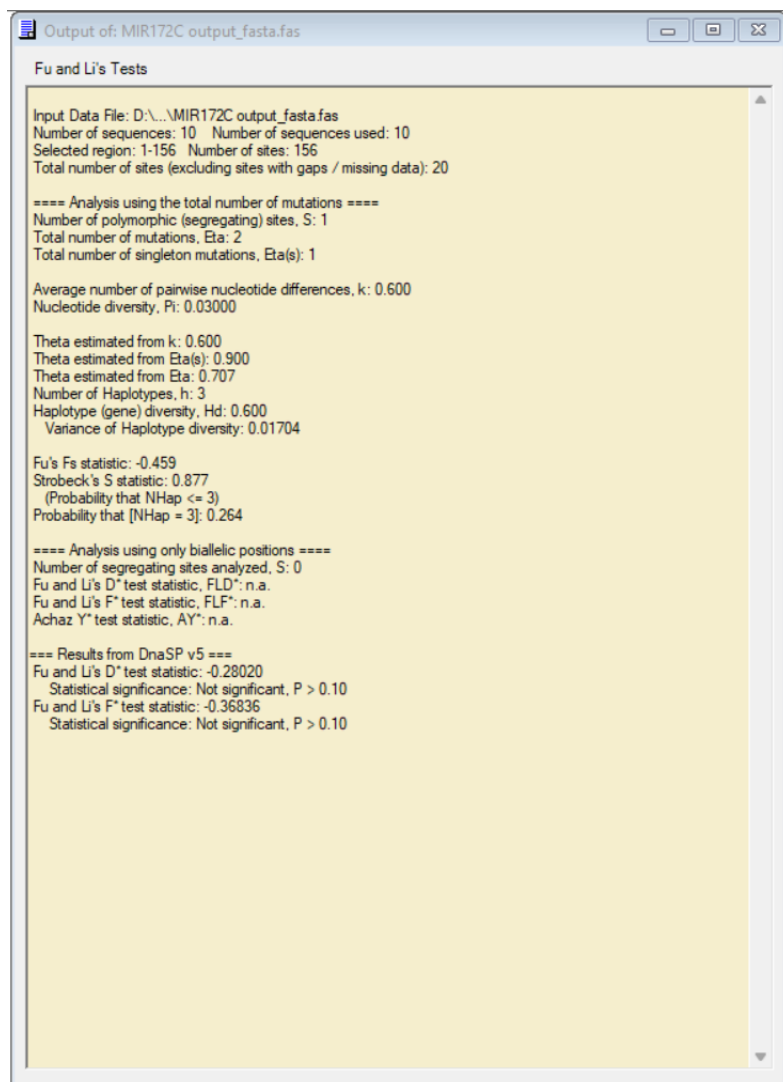 Output of: MIR172C output_fasta.fas
Fu and Li's Tests
Input Data File: D:\...\MIR172C output_fasta.fas
Number of sequences: 10    Number of sequences used: 10
Selected region: 1-156   Number of sites: 156
Total number of sites (excluding sites with gaps / missing data): 20
==== Analysis using the total number of mutations ====
Number of polymorphic (segregating) sites, S: 1
Total number of mutations, Eta: 2
Total number of singleton mutations, Eta(s): 1
Average number of pairwise nucleotide differences, k: 0.600
Nucleotide diversity, Pi: 0.03000
Theta estimated from k: 0.600
Theta estimated from Eta(s): 0.900
Theta estimated from Eta: 0.707
Number of Haplotypes, h: 3
Haplotype (gene) diversity, Hd: 0.600
Variance of Haplotype diversity: 0.01704
Fu's Fs statistic: -0.459
Strobeck's S statistic: 0.877
(Probability that NHap <= 3)
Probability that [NHap = 3]: 0.264
==== Analysis using only biallelic positions ====
Number of segregating sites analyzed, S: 0
Fu and Li's D* test statistic, FLD*: n.a.
Fu and Li's F* test statistic, FLF*: n.a.
Achaz Y* test statistic, AY*: n.a.
=== Results from DnaSP v5 ===
Fu and Li's D* test statistic: -0.28020
Statistical significance: Not significant, P > 0.10
Fu and Li's F* test statistic: -0.36836
Statistical significance: Not significant, P > 0.10